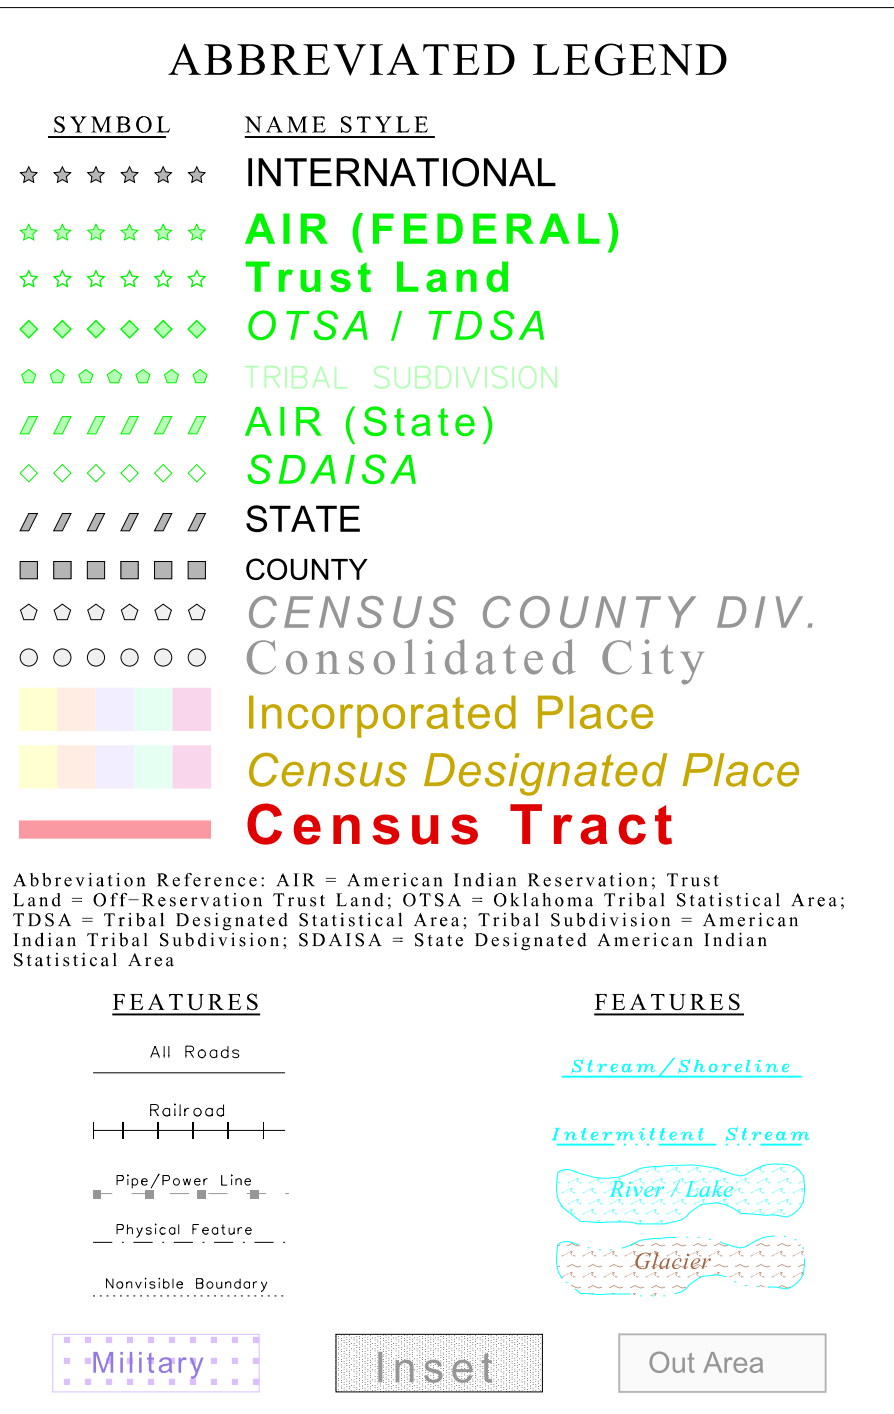 ABBREVIATED LEGEND
SYMBOL NAME STYLE
INTERNATIONAL
AIR (FEDERAL)
Trust Land
OTSA / TDSA
TRIBAL SUBDIVISION
AIR (State)
SDAISA
STATE
COUNTY
CENSUS COUNTY DIV.
Consolidated City
Incorporated Place
Census Designated Place
Census Tract
Abbreviation Reference: AIR = American Indian Reservation; Trust
Land = Off−Reservation Trust Land; OTSA = Oklahoma Tribal Statistical Area;
TDSA = Tribal Designated Statistical Area; Tribal Subdivision = American
Indian Tribal Subdivision; SDAISA = State Designated American Indian
Statistical Area
FEATURES FEATURES
All Roads
Stream/Shoreline
Railroad
Intermittent Stream
Pipe/Power Line
River / Lake
Physical Feature
Glacier
Nonvisible Boundary
Military Inset Out Area